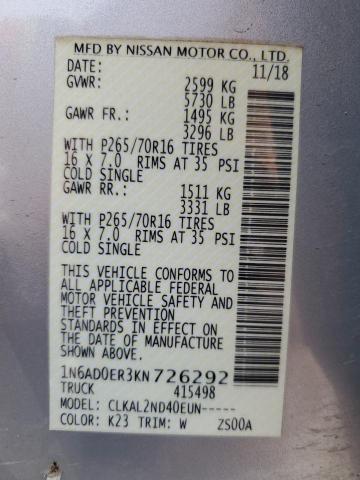 MFD BY NISSAN MOTOR CO., LTD.
DATE: 11/18
GVWR: 2599 KG
5730 LB
GAWR FR.: 1495 KG
3296 LB
WITH P265/70R16 TIRES
16 X 7.0 RIMS AT 35 PSI
COLD SINGLE
GAWR RR.: 1511 KG
3331 LB
WITH P265/70R16 TIRES
16 X 7.0 RIMS AT 35 PSI
COLD SINGLE
THIS VEHICLE CONFORMS TO
ALL APPLICABLE FEDERAL
MOTOR VEHICLE SAFETY AND
THEFT PREVENTION STANDARDS
IN EFFECT ON
THE DATE OF MANUFACTURE
SHOWN ABOVE.
1N6AD0ER3KN726292
TRUCK 415498
MODEL: CLKAL2ND40EUN-----
COLOR: K23 TRIM: W ZS00A